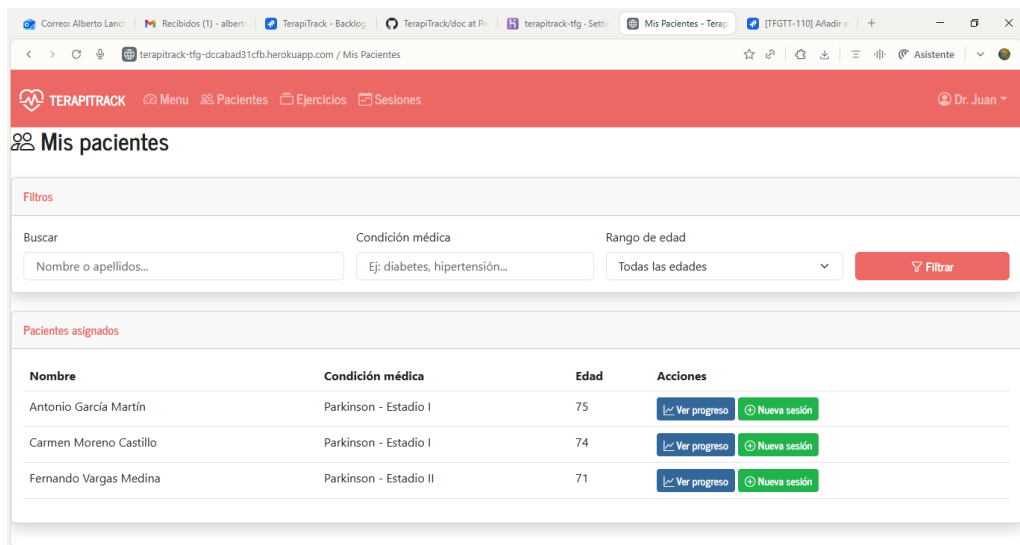 Correo: Alberto Lanch
Recibidos (1) - albert
TerapiTrack - Backlog
TerapiTrack/doc at
terapitrack-tfg · Setti
Mis Pacientes - Terap
[TFGTT-110] Añadir e
terapitrack-tfg-dccabad31cfb.herokuapp.com / Mis Pacientes
Asistente
TERAPITRACK Menu Pacientes Ejercicios Sesiones Dr. Juan
Mis pacientes
Filtros
Buscar Condición médica Rango de edad
Nombre o apellidos... Ej: diabetes, hipertensión... Todas las edades Filtrar
Pacientes asignados
Nombre Condición médica Edad Acciones
Antonio García Martín Parkinson - Estadio I 75 Ver progreso Nueva sesión
Carmen Moreno Castillo Parkinson - Estadio I 74 Ver progreso Nueva sesión
Fernando Vargas Medina Parkinson - Estadio II 71 Ver progreso Nueva sesión